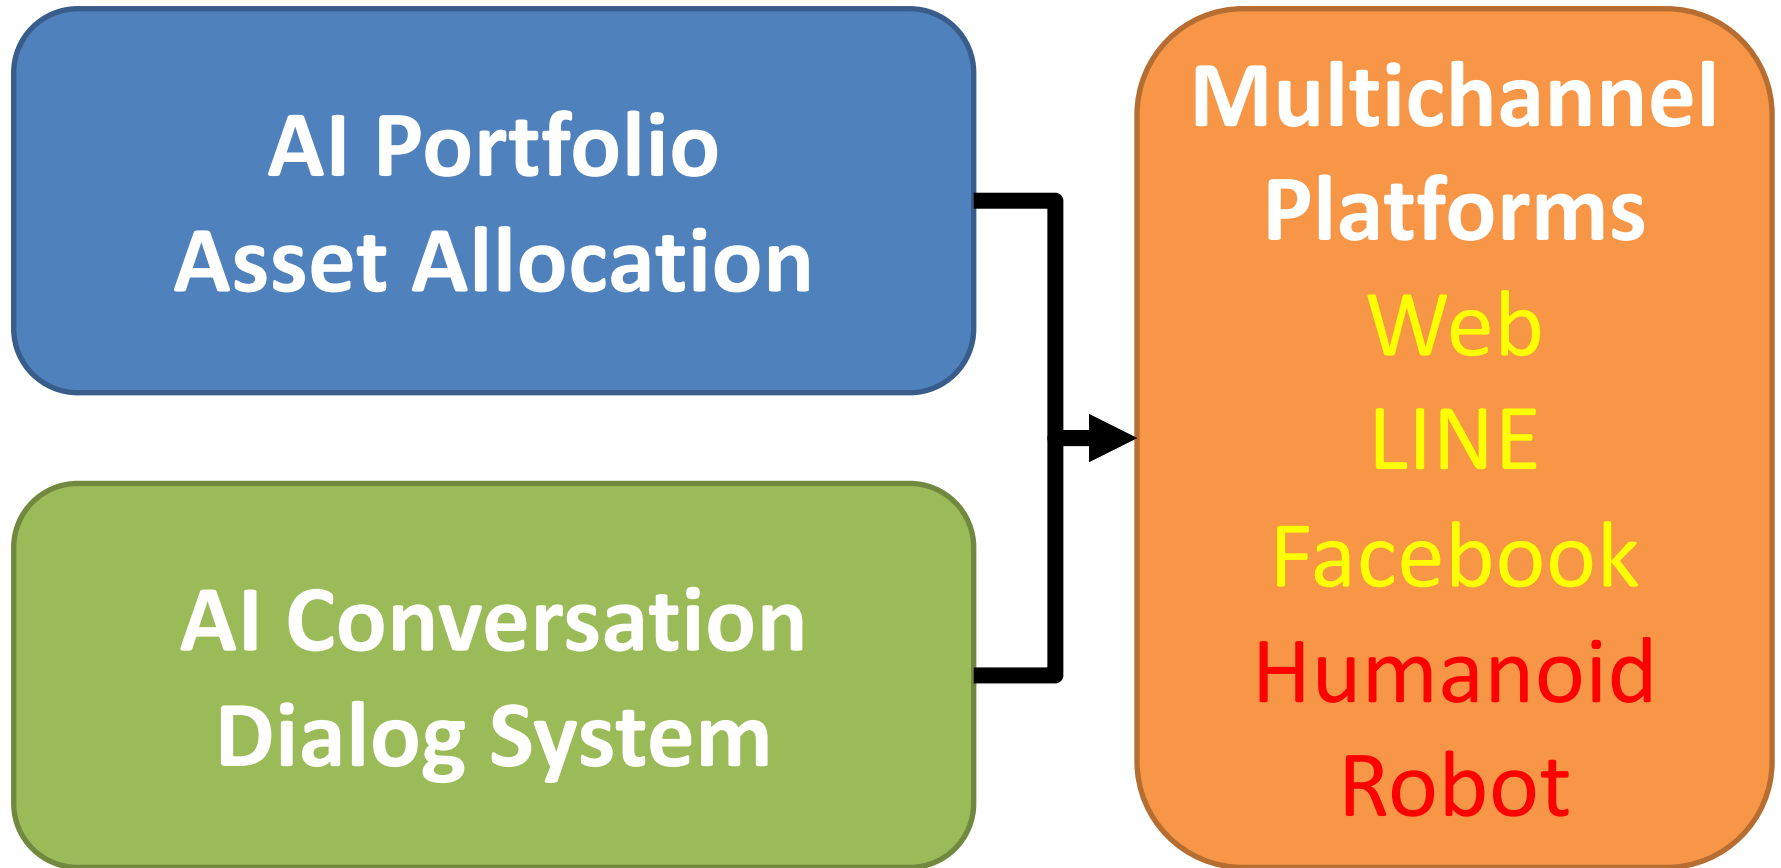 AI Portfolio
Asset Allocation
AI Conversation
Dialog System
Multichannel
Platforms
Web
LINE
Facebook
Humanoid
Robot